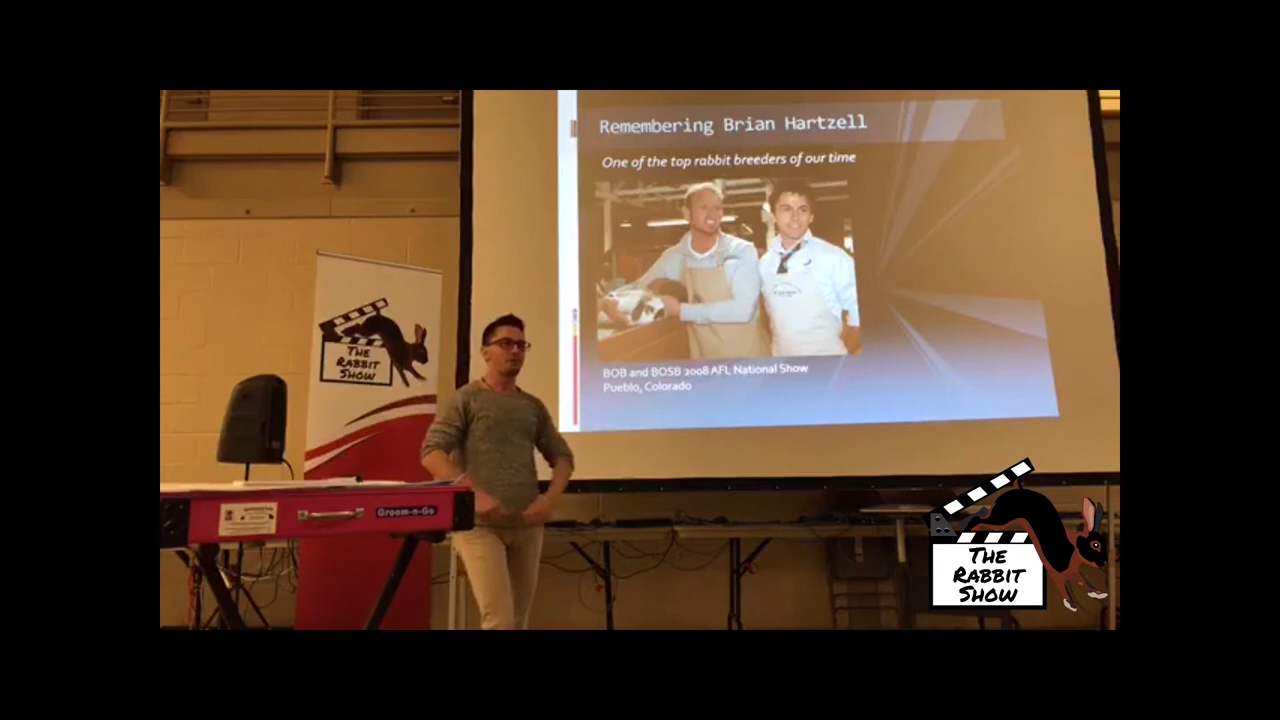 Remembering Brian Hartzell
One of the top rabbit breeders of our time
BOB and BOSB 2008 AFL National Show
Pueblo, Colorado
THE
RABBIT
SHOW
Groom-n-Go
THE
RABBIT
SHOW